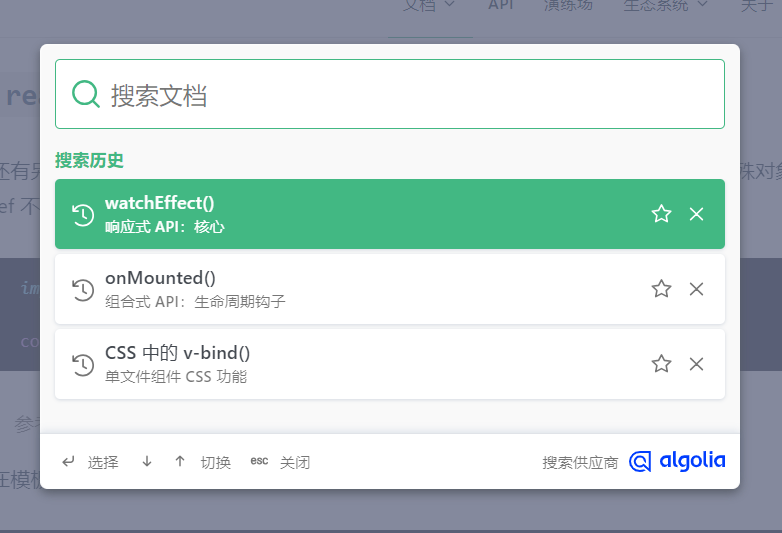 文档 API 演练场 生态系统 关于
搜索文档
搜索历史
watchEffect()
响应式 API：核心
onMounted()
组合式 API：生命周期钩子
CSS 中的 v-bind()
单文件组件 CSS 功能
选择 切换 esc 关闭 搜索供应商 algolia